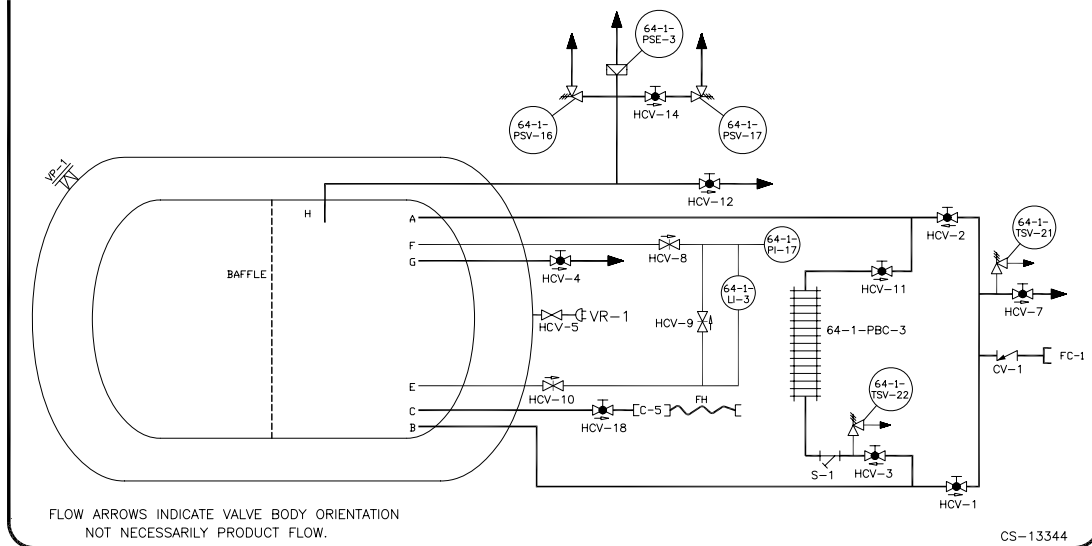 64-1-
PSE-3
64-1-
PSV-16
HCV-14
64-1-
PSV-17
VP-1
HCV-12
H
A
HCV-2
64-1-
TSV-21
F
HCV-8
64-1-
PI-17
G
HCV-4
HCV-11
BAFFLE
64-1-
LI-3
HCV-7
HCV-5
VR-1
HCV-9
64-1-PBC-3
CV-1
FC-1
E
HCV-10
64-1-
TSV-22
C
HCV-18
C-5
FH
B
S-1
HCV-3
HCV-1
FLOW ARROWS INDICATE VALVE BODY ORIENTATION
NOT NECESSARILY PRODUCT FLOW.
CS-13344